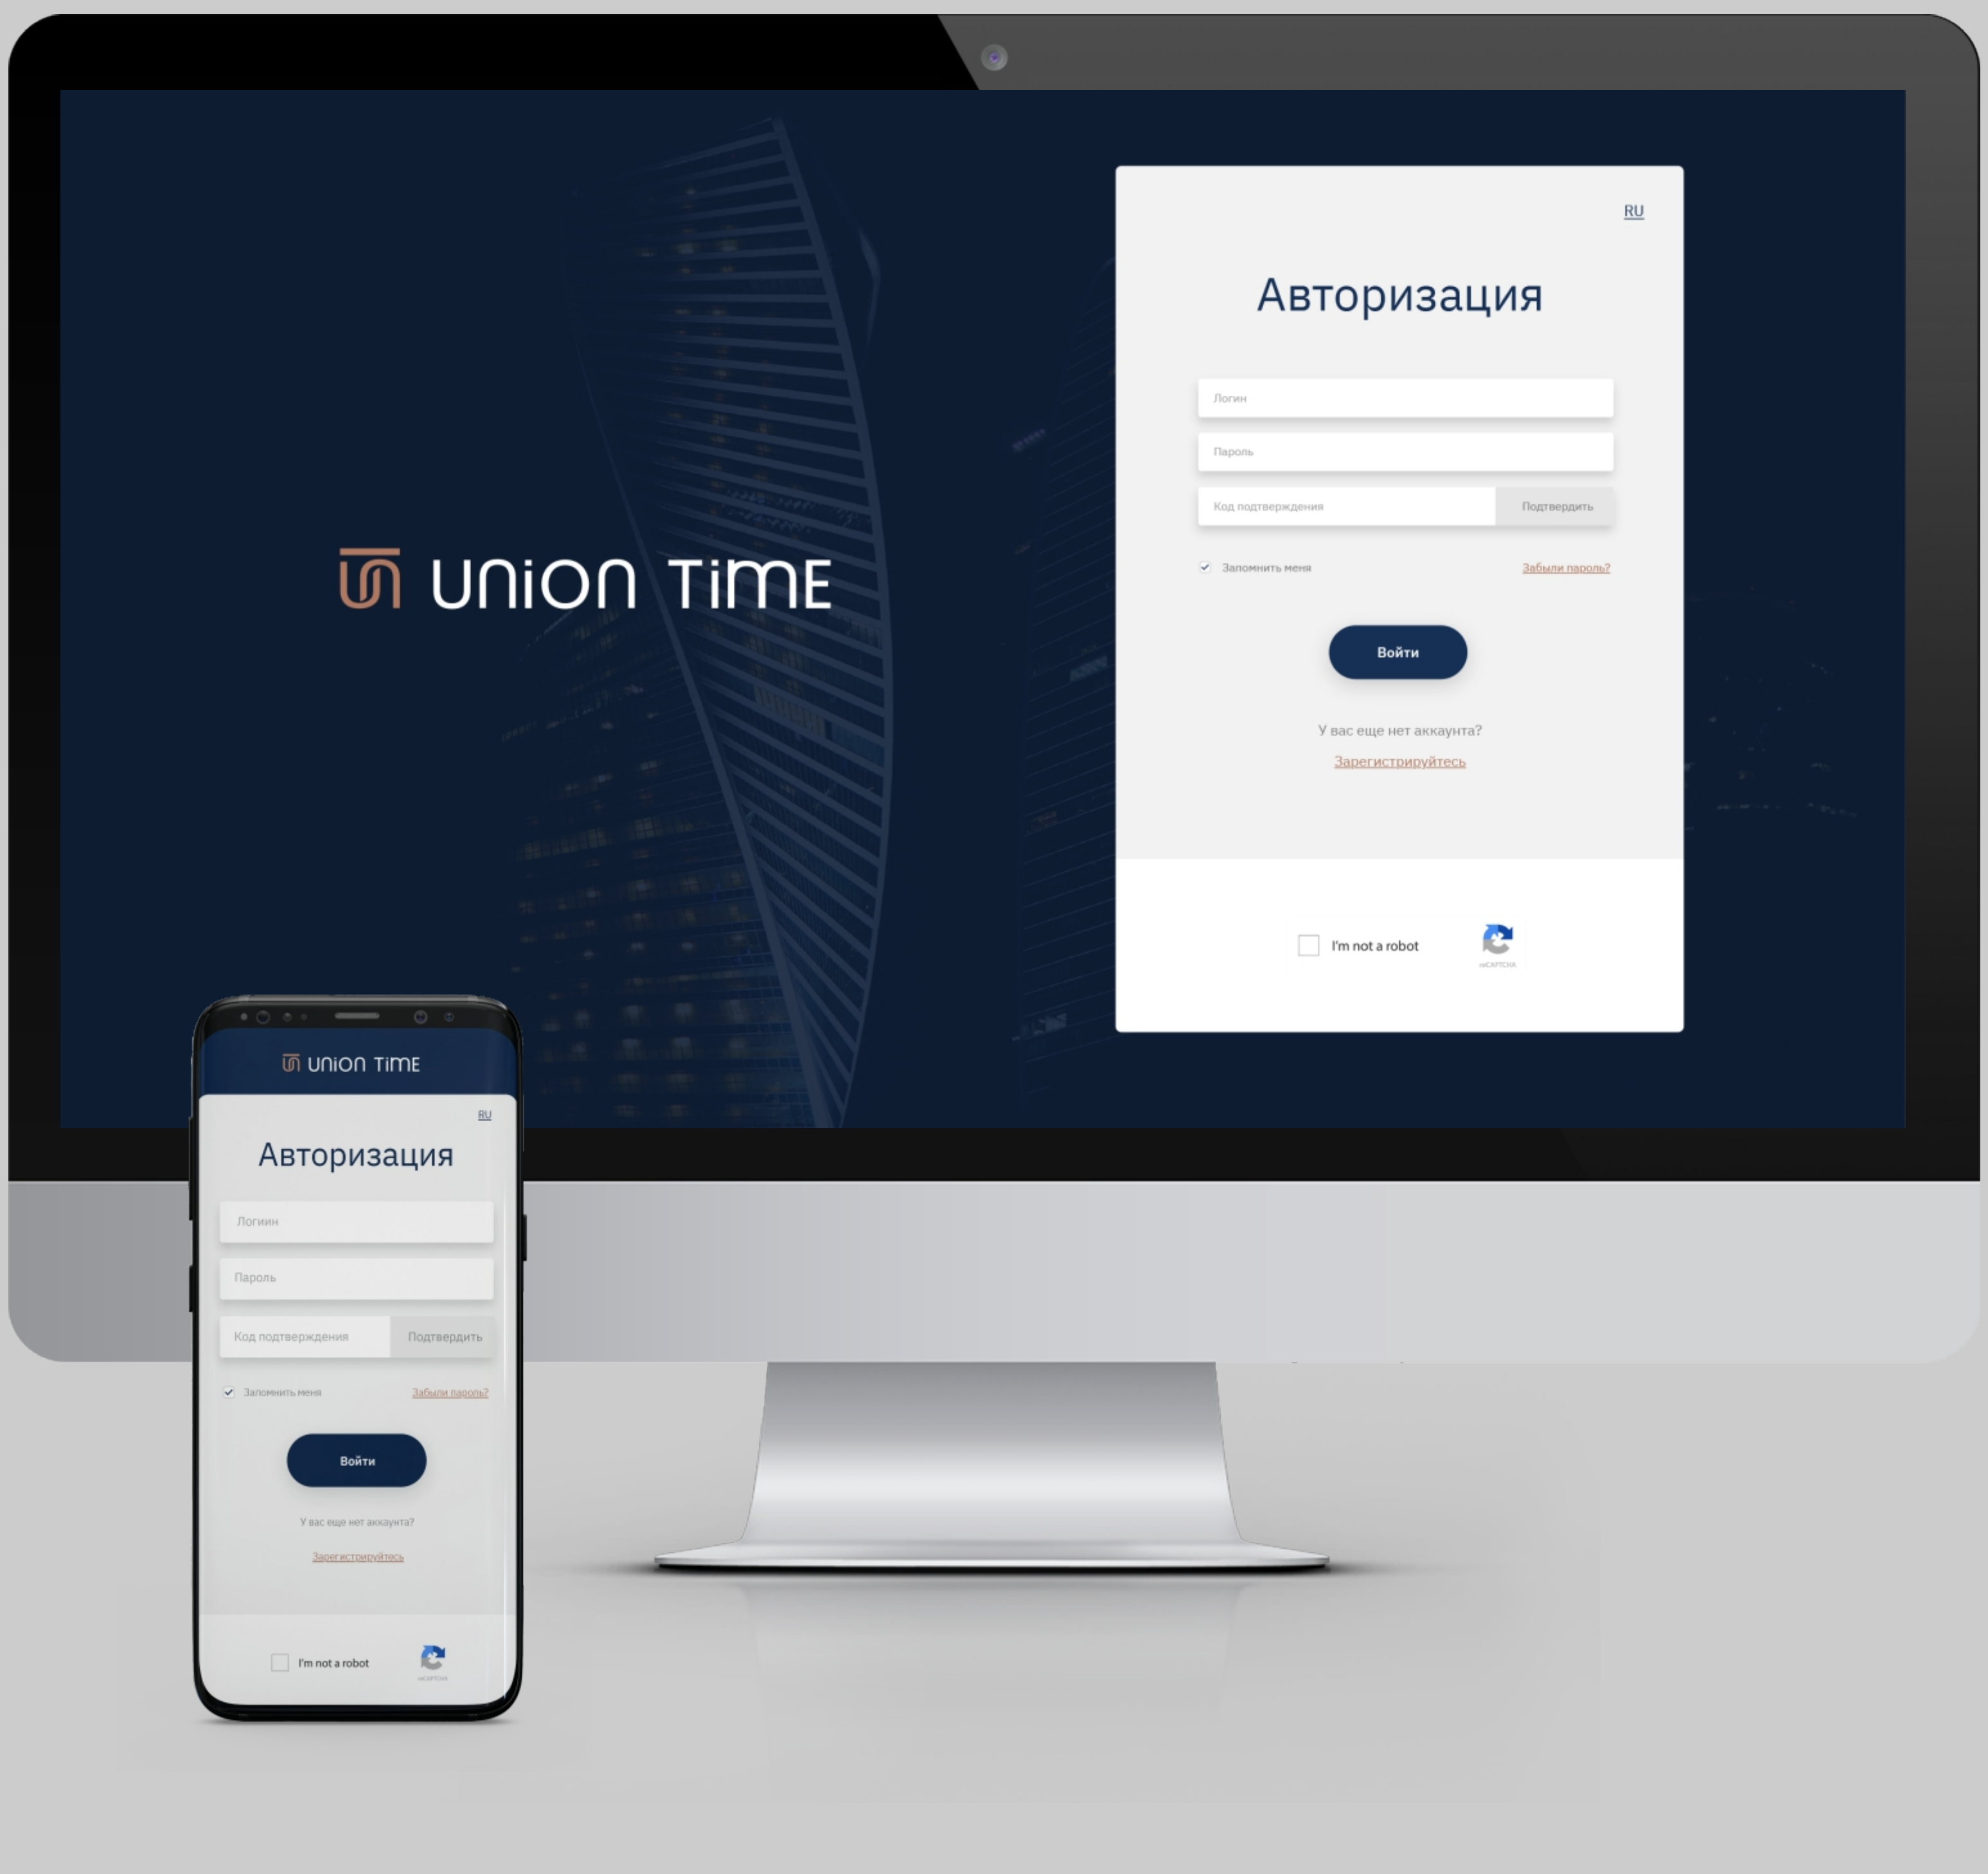 UNION TIME
RU
Авторизация
Логин
Пароль
Код подтверждения Подтвердить
Запомнить меня Забыли пароль?
Войти
У вас еще нет аккаунта?
Зарегистрируйтесь
I'm not a robot
reCAPTCHA
UNION TIME
RU
Авторизация
Логиин
Пароль
Код подтверждения Подтвердить
Запомнить меня Забыли пароль?
Войти
У вас еще нет аккаунта?
Зарегистрируйтесь
I'm not a robot
reCAPTCHA